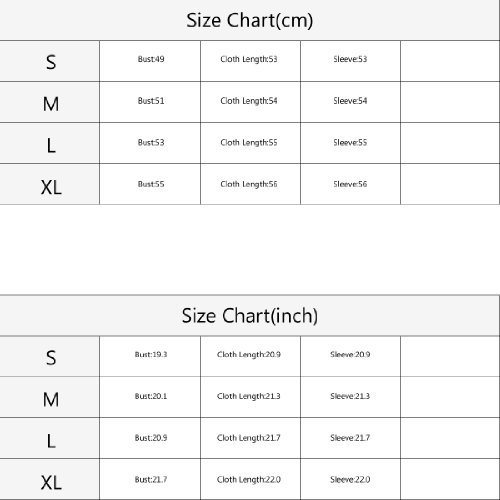 Size Chart(cm)
S Bust:49 Cloth Length:53 Sleeve:53
M Bust:51 Cloth Length:54 Sleeve:54
L Bust:53 Cloth Length:55 Sleeve:55
XL Bust:55 Cloth Length:56 Sleeve:56
Size Chart(inch)
S Bust:19.3 Cloth Length:20.9 Sleeve:20.9
M Bust:20.1 Cloth Length:21.3 Sleeve:21.3
L Bust:20.9 Cloth Length:21.7 Sleeve:21.7
XL Bust:21.7 Cloth Length:22.0 Sleeve:22.0